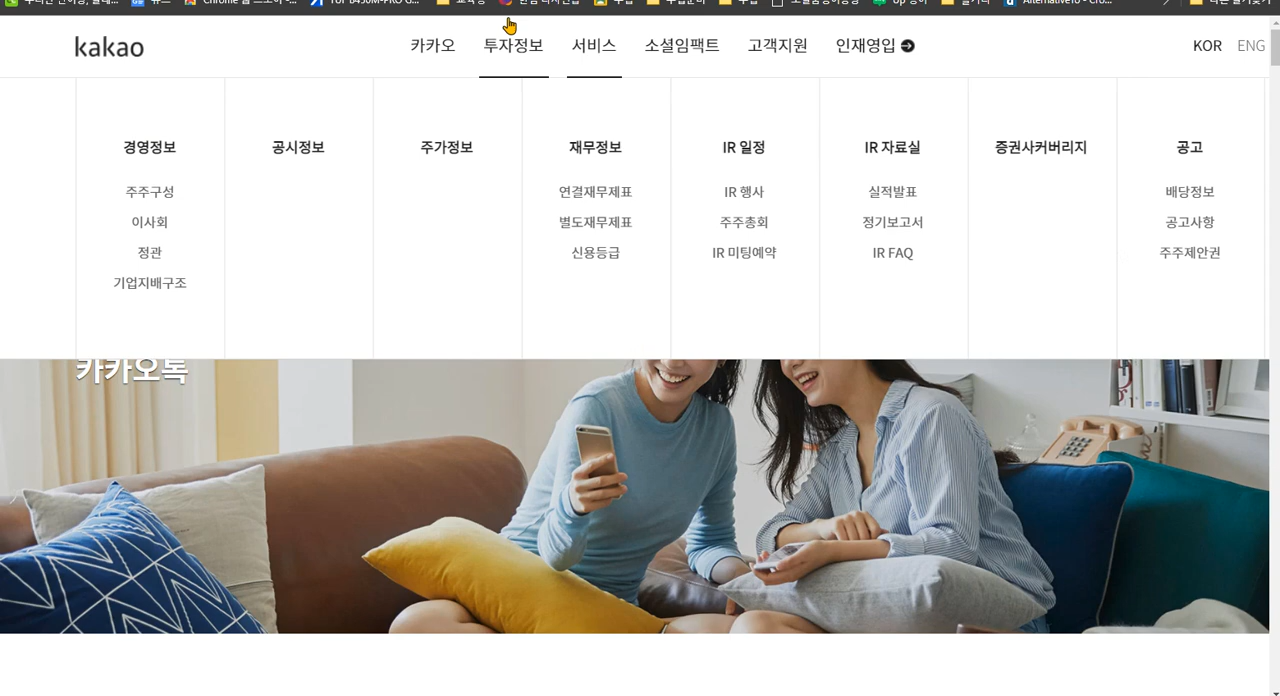 kakao
카카오 투자정보 서비스 소셜임팩트 고객지원 인재영입
KOR ENG
경영정보
주주구성
이사회
정관
기업지배구조
공시정보
주가정보
재무정보
연결재무제표
별도재무제표
신용등급
IR 일정
IR 행사
주주총회
IR 미팅예약
IR 자료실
실적발표
정기보고서
IR FAQ
증권사커버리지
공고
배당정보
공고사항
주주제안권
카카오톡